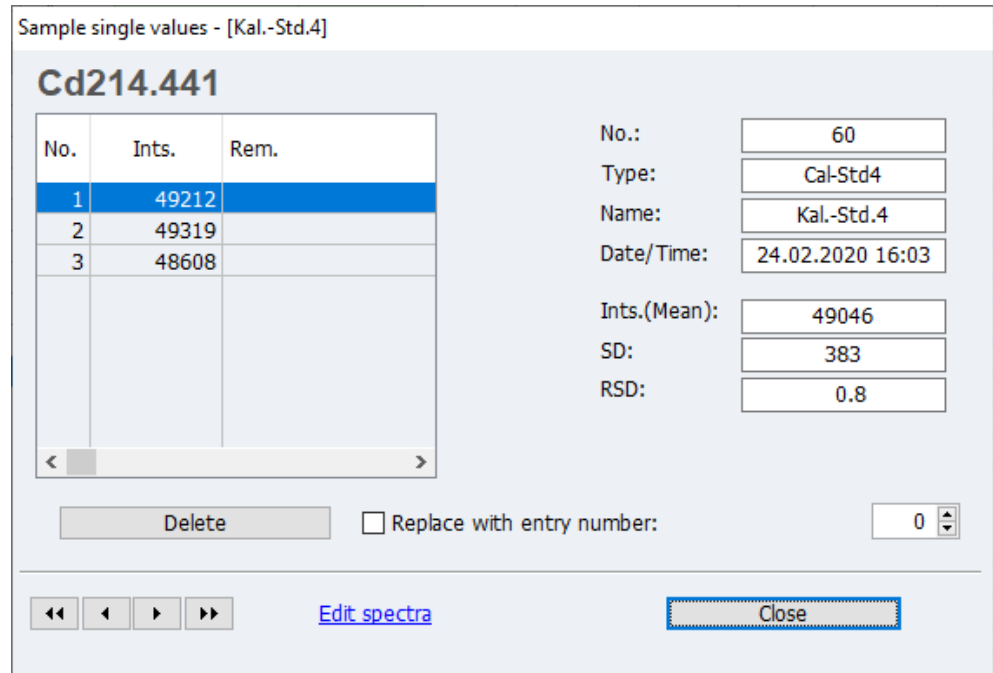 Sample single values - [Kal.-Std.4]
Cd214.441
No. Ints. Rem.
1 49212
2 49319
3 48608
No.: 60
Type: Cal-Std4
Name: Kal.-Std.4
Date/Time: 24.02.2020 16:03
Ints.(Mean): 49046
SD: 383
RSD: 0.8
Delete
Replace with entry number: 0
Edit spectra
Close